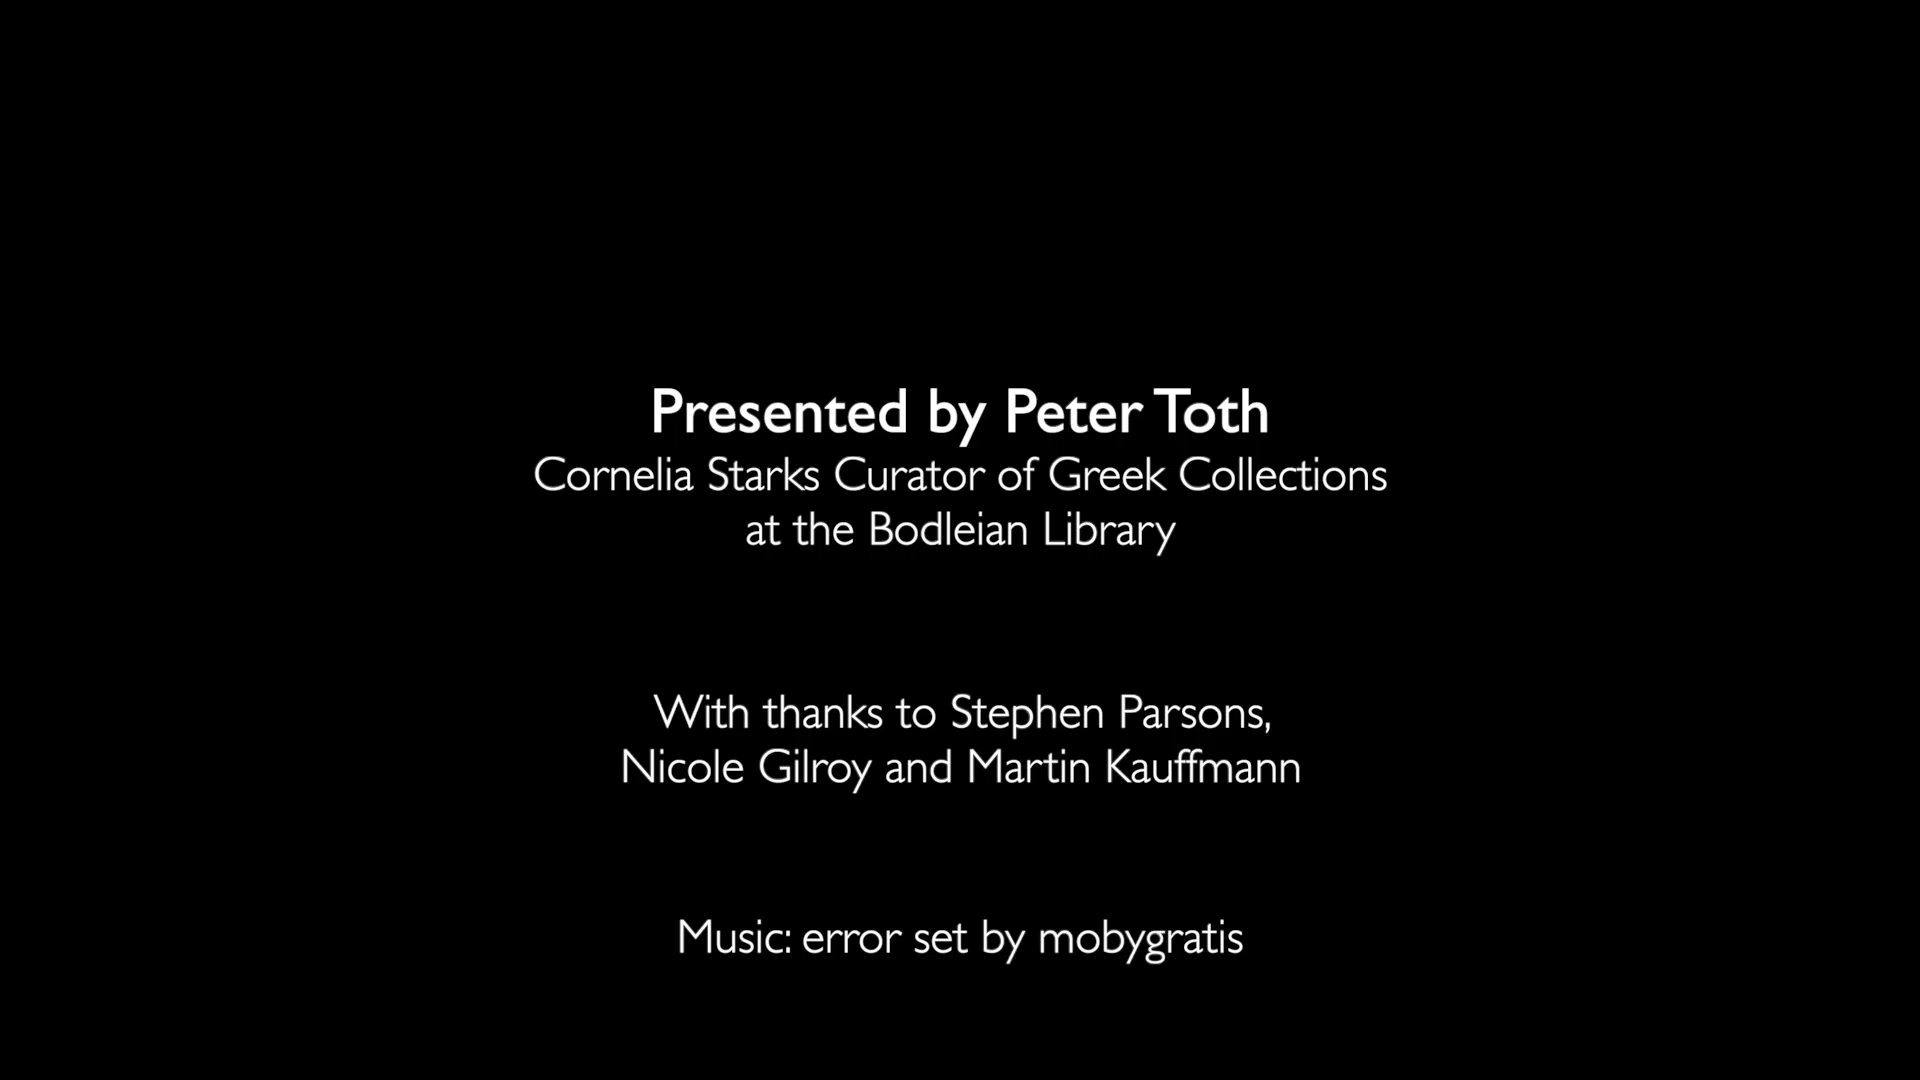 Presented by Peter Toth
Cornelia Starks Curator of Greek Collections
at the Bodleian Library
With thanks to Stephen Parsons,
Nicole Gilroy and Martin Kauffmann
Music: error set by mobygratis